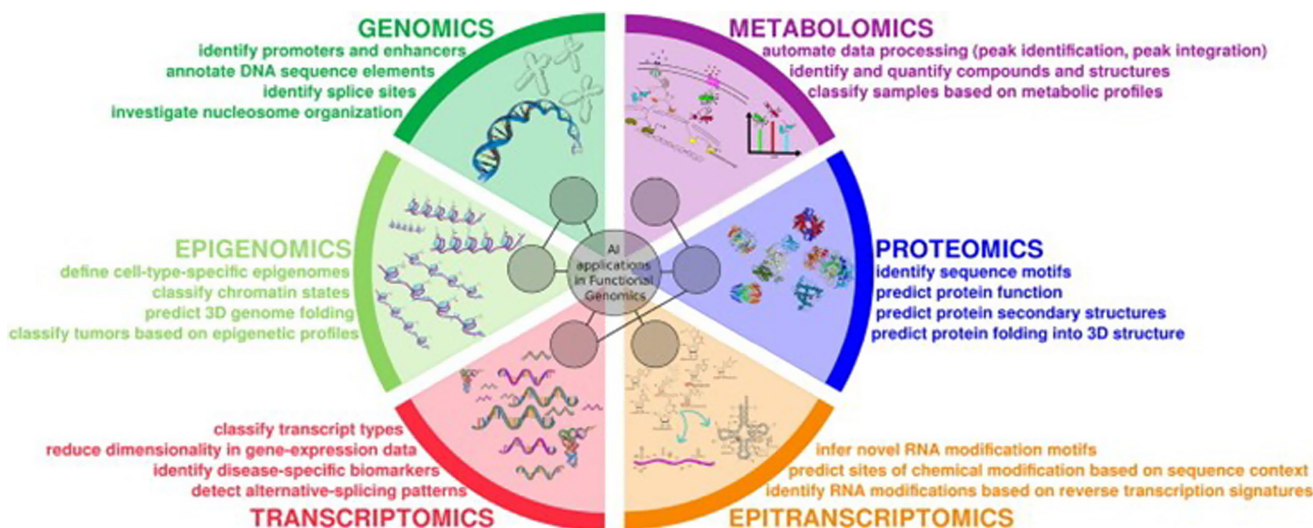 GENOMICS
identify promoters and enhancers
annotate DNA sequence elements
identify splice sites
investigate nucleosome organization
METABOLOMICS
automate data processing (peak identification, peak integration)
identify and quantify compounds and structures
classify samples based on metabolic profiles
EPIGENOMICS
define cell-type-specific epigenomes
classify chromatin states
predict 3D genome folding
classify tumors based on epigenetic profiles
AI
applications
in Functional
Genomics
PROTEOMICS
identify sequence motifs
predict protein function
predict protein secondary structures
predict protein folding into 3D structure
classify transcript types
reduce dimensionality in gene-expression data
identify disease-specific biomarkers
detect alternative-splicing patterns
TRANSCRIPTOMICS
infer novel RNA modification motifs
predict sites of chemical modification based on sequence context
identify RNA modifications based on reverse transcription signatures
EPITRANSCRIPTOMICS